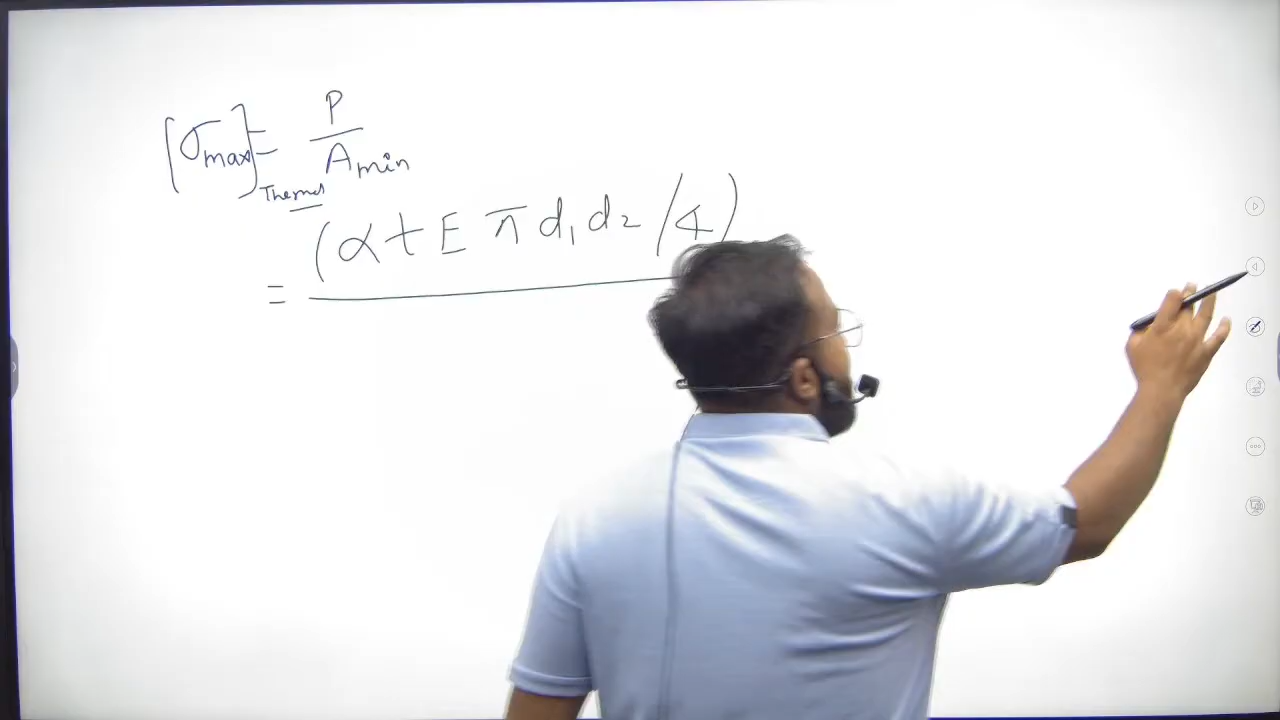 [σmax]Thermal = P / Amin
= (α t E π d1 d2 / 4)